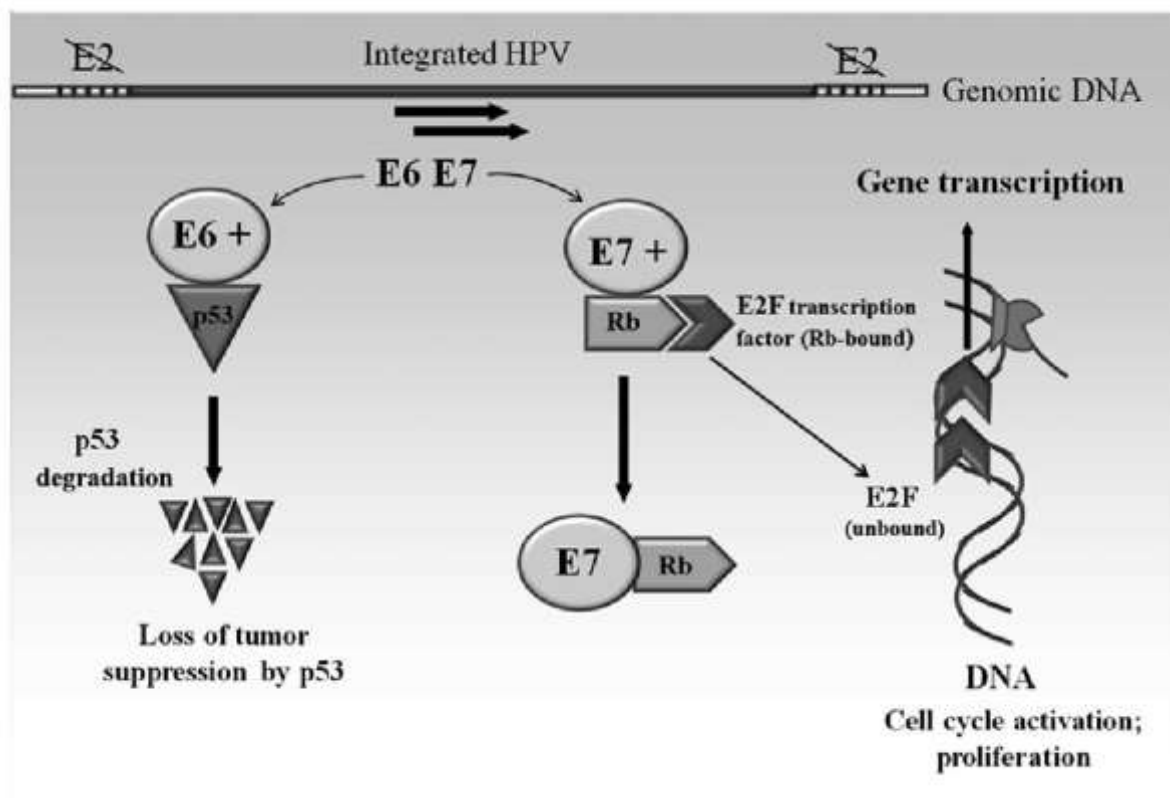 E2
Integrated HPV
E2
Genomic DNA
E6 E7
Gene transcription
E6 +
E7 +
p53
Rb
E2F transcription
factor (Rb-bound)
p53
degradation
E2F
(unbound)
E7
Rb
Loss of tumor
suppression by p53
DNA
Cell cycle activation;
proliferation